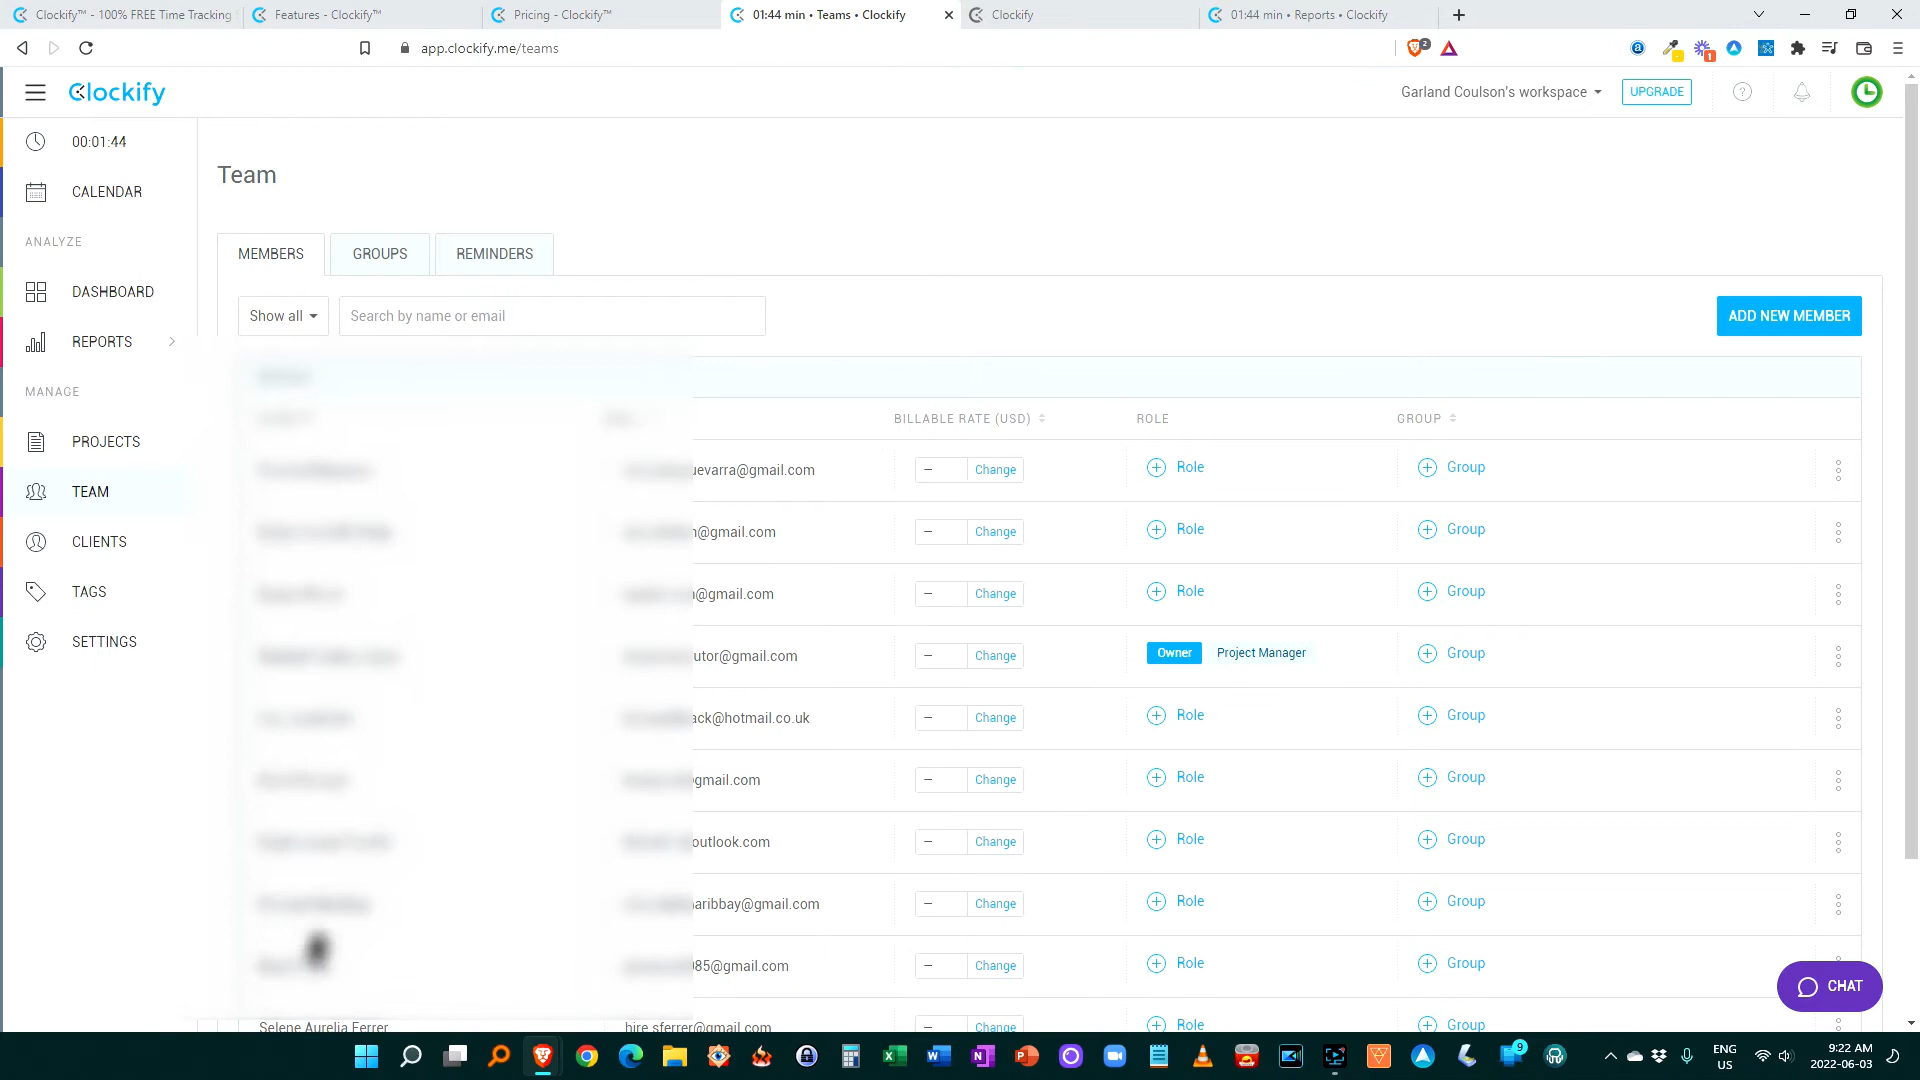 Clockify™ - 100% FREE Time Tracking
Features - Clockify™
Pricing - Clockify™
01:44 min • Teams • Clockify
Clockify
01:44 min • Reports • Clockify
2
app.clockify.me/teams
1
Clockify
Garland Coulson's workspace
UPGRADE
00:01:44
CALENDAR
ANALYZE
DASHBOARD
REPORTS
MANAGE
PROJECTS
TEAM
CLIENTS
TAGS
SETTINGS
Team
MEMBERS
GROUPS
REMINDERS
Show all
Search by name or email
ADD NEW MEMBER
BILLABLE RATE (USD)
ROLE
GROUP
uevarra@gmail.com
– Change
Role
Group
@gmail.com
– Change
Role
Group
@gmail.com
– Change
Role
Group
utor@gmail.com
– Change
Owner
Project Manager
Group
ack@hotmail.co.uk
– Change
Role
Group
gmail.com
– Change
Role
Group
outlook.com
– Change
Role
Group
aribbay@gmail.com
– Change
Role
Group
985@gmail.com
– Change
Role
Group
Selene Aurelia Ferrer
hire.sferrer@gmail.com
– Change
Role
Group
CHAT
9
ENG
US
9:22 AM
2022-06-03